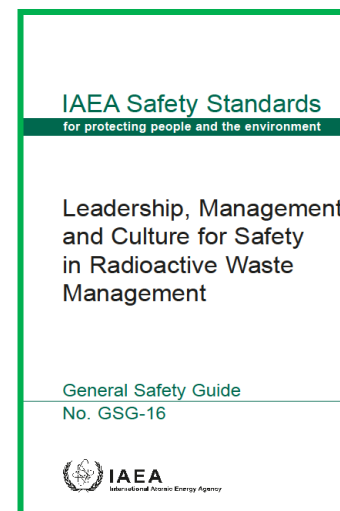 IAEA Safety Standards
for protecting people and the environment
Leadership, Management
and Culture for Safety
in Radioactive Waste
Management
General Safety Guide
No. GSG-16
IAEA
International Atomic Energy Agency